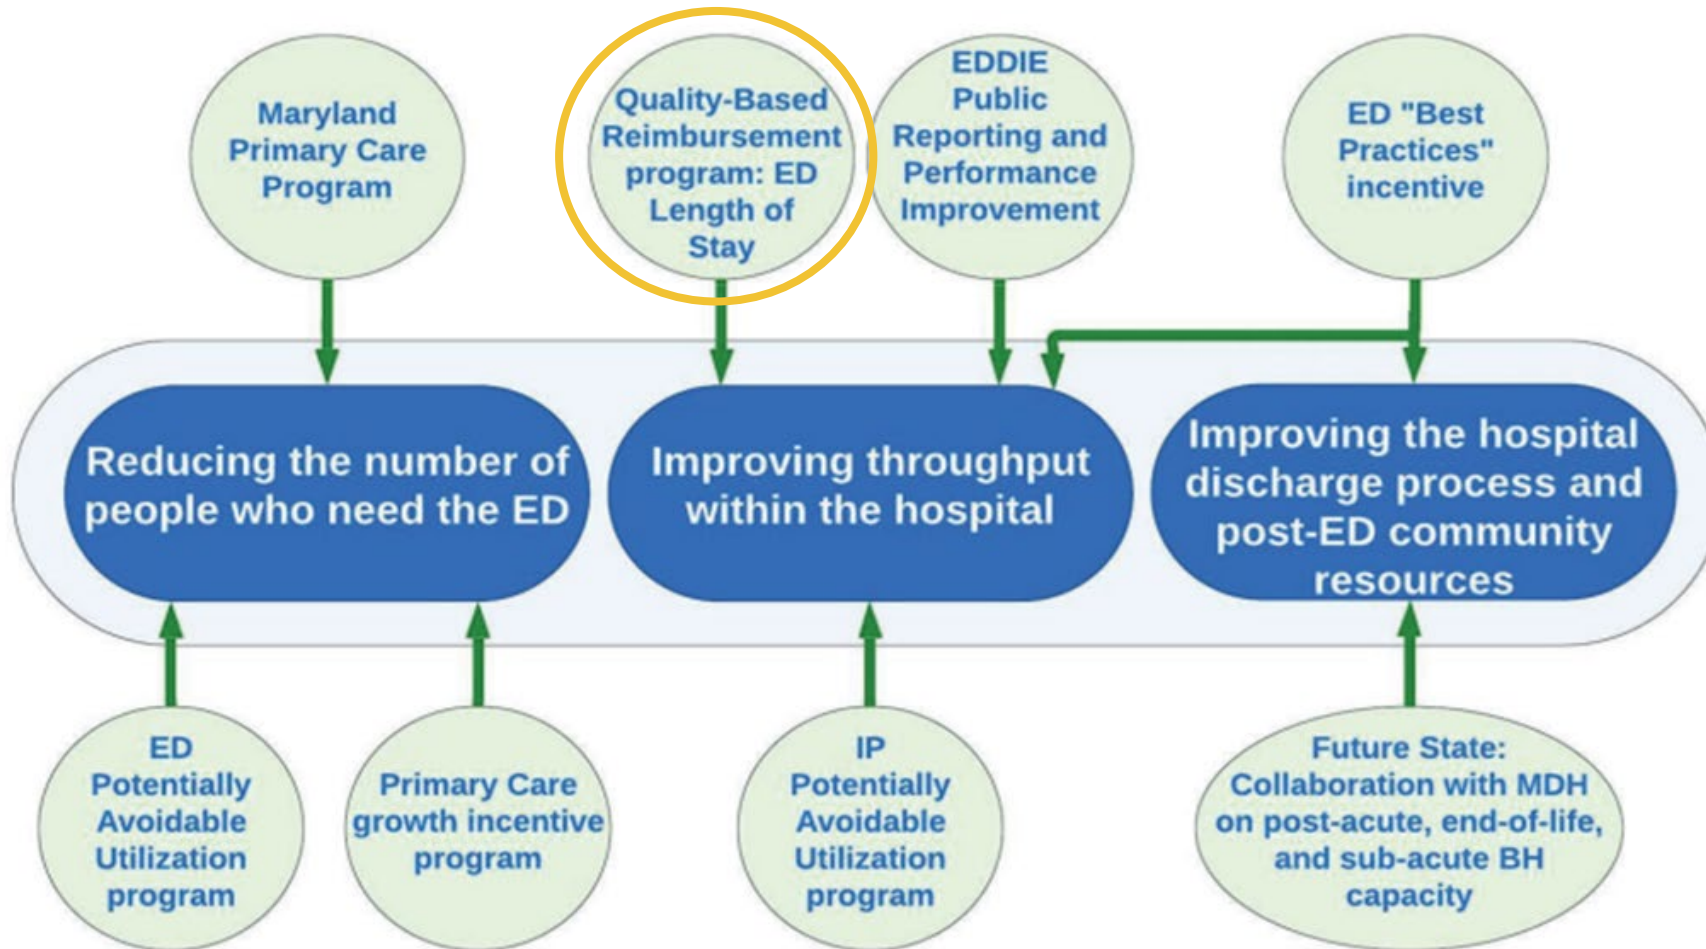 Maryland
Primary Care
Program
Quality-Based
Reimbursement
program: ED
Length of
Stay
EDDIE
Public
Reporting and
Performance
Improvement
ED "Best
Practices"
incentive
Reducing the number of
people who need the ED
Improving throughput
within the hospital
Improving the hospital
discharge process and
post-ED community
resources
ED
Potentially
Avoidable
Utilization
program
Primary Care
growth incentive
program
IP
Potentially
Avoidable
Utilization
program
Future State:
Collaboration with MDH
on post-acute, end-of-life,
and sub-acute BH
capacity